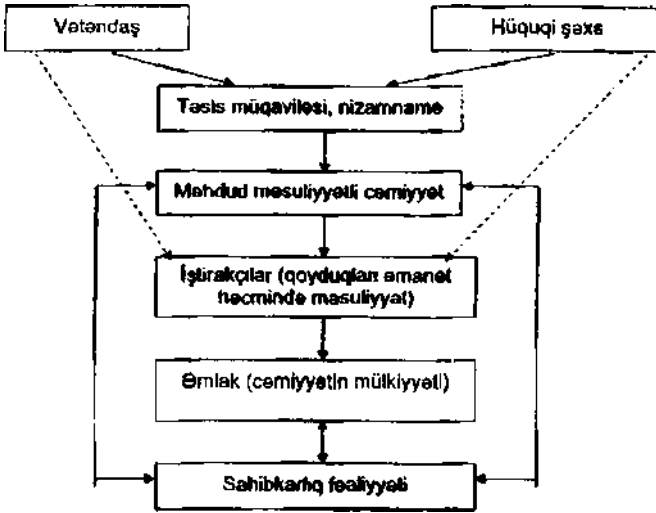 Vətəndaş
Hüquqi şəxs
Təsis müqaviləsi, nizamnamə
Məhdud məsuliyyətli cəmiyyət
İştirakçılar (qoyduqları əmanət
həcmində məsuliyyət)
Əmlak (cəmiyyətin mülkiyyəti)
Sahibkarlıq fəaliyyəti